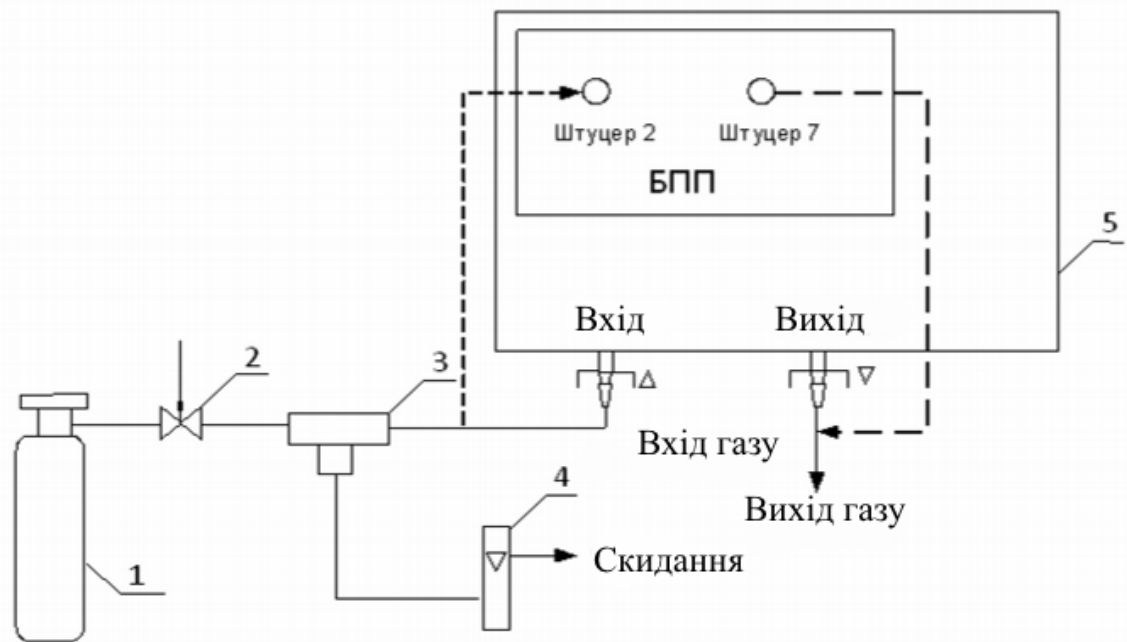 Штуцер 2
Штуцер 7
БПП
5
Вхід
Вихід
2
3
Вхід газу
4
Вихід газу
Скидання
1